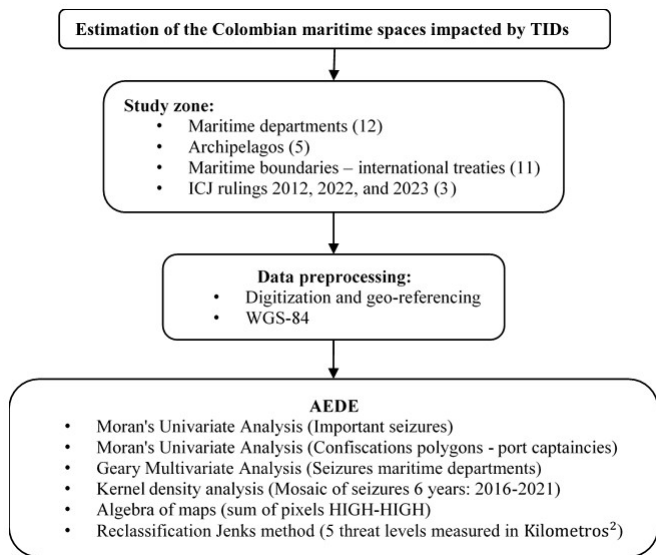 Estimation of the Colombian maritime spaces impacted by TIDs
Study zone:
• Maritime departments (12)
• Archipelagos (5)
• Maritime boundaries – international treaties (11)
• ICJ rulings 2012, 2022, and 2023 (3)
Data preprocessing:
• Digitization and geo-referencing
• WGS-84
AEDE
• Moran's Univariate Analysis (Important seizures)
• Moran's Univariate Analysis (Confiscations polygons - port captaincies)
• Geary Multivariate Analysis (Seizures maritime departments)
• Kernel density analysis (Mosaic of seizures 6 years: 2016-2021)
• Algebra of maps (sum of pixels HIGH-HIGH)
• Reclassification Jenks method (5 threat levels measured in Kilometros²)